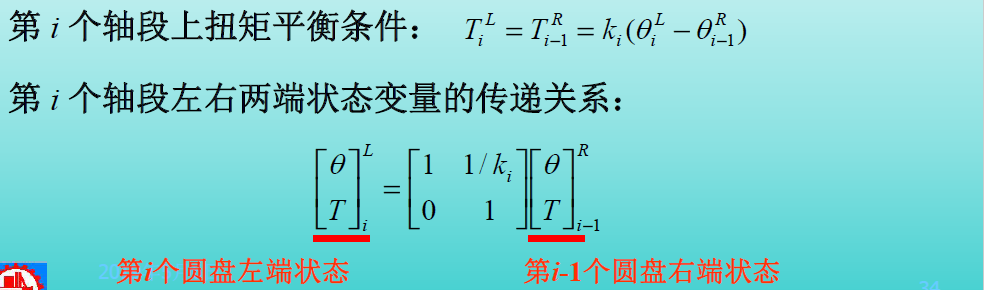 第 i 个轴段上扭矩平衡条件： $T_i^L = T_{i-1}^R = k_i(\theta_i^L - \theta_{i-1}^R)$
第 i 个轴段左右两端状态变量的传递关系：
$\begin{bmatrix} \theta \\ T \end{bmatrix}_i^L = \begin{bmatrix} 1 & 1/k_i \\ 0 & 1 \end{bmatrix} \begin{bmatrix} \theta \\ T \end{bmatrix}_{i-1}^R$
第i个圆盘左端状态 第i-1个圆盘右端状态
34